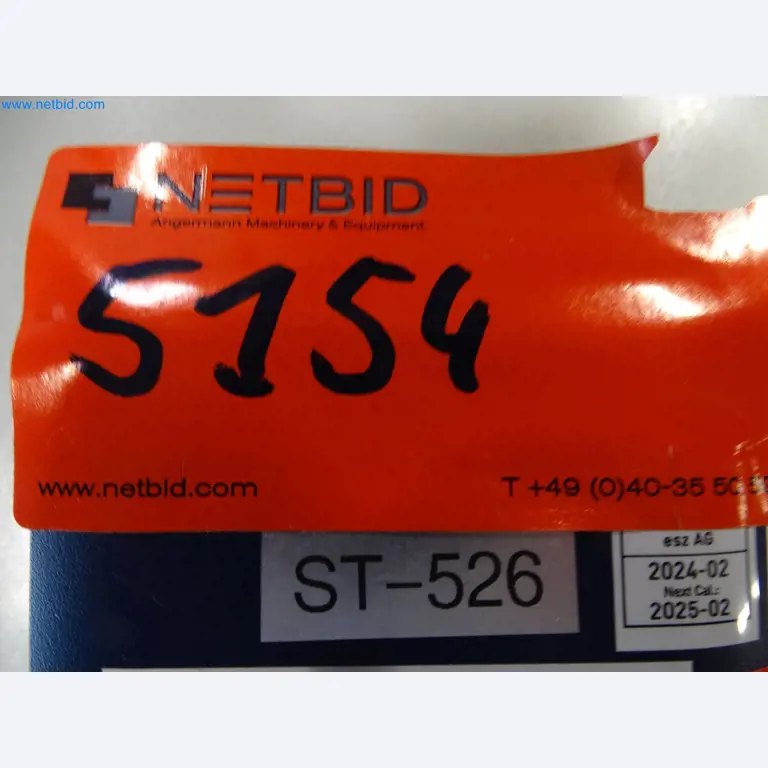 www.netbid.com
NETBID
Angermann Machinery & Equipment
5154
www.netbid.com
T +49 (0)40-35 50
esz AG
ST-526
2024-02
Next Cal.:
2025-02